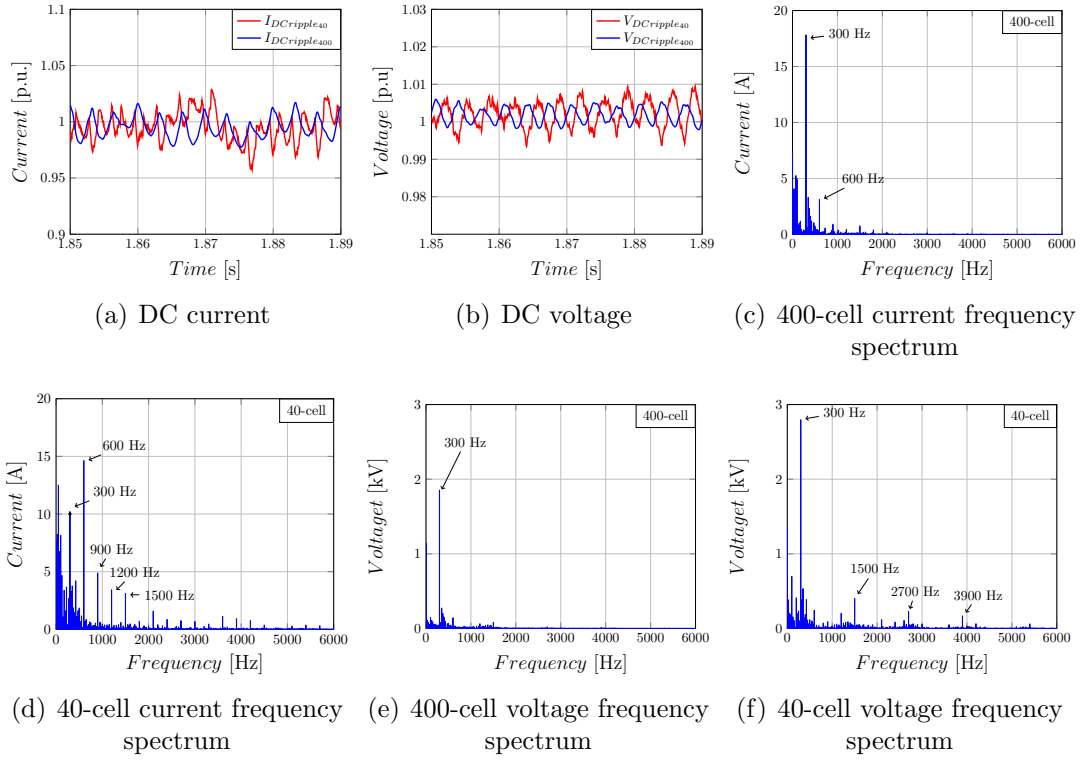 1.1
1.05
1
0.95
0.9
1.85 1.86 1.87 1.88 1.89
Current [p.u.]
Time [s]
I_DCripple40
I_DCripple400
(a) DC current
1.03
1.02
1.01
1
0.99
0.98
0.97
1.85 1.86 1.87 1.88 1.89
Voltage [p.u]
Time [s]
V_DCripple40
V_DCripple400
(b) DC voltage
20
15
10
5
0
0 1000 2000 3000 4000 5000 6000
Current [A]
Frequency [Hz]
400-cell
300 Hz
600 Hz
(c) 400-cell current frequency
spectrum
20
15
10
5
0
0 1000 2000 3000 4000 5000 6000
Current [A]
Frequency [Hz]
40-cell
600 Hz
300 Hz
900 Hz
1200 Hz
1500 Hz
(d) 40-cell current frequency
spectrum
3
2
1
0
0 1000 2000 3000 4000 5000 6000
Voltaget [kV]
Frequency [Hz]
400-cell
300 Hz
(e) 400-cell voltage frequency
spectrum
3
2
1
0
0 1000 2000 3000 4000 5000 6000
Voltaget [kV]
Frequency [Hz]
40-cell
300 Hz
1500 Hz
2700 Hz
3900 Hz
(f) 40-cell voltage frequency
spectrum